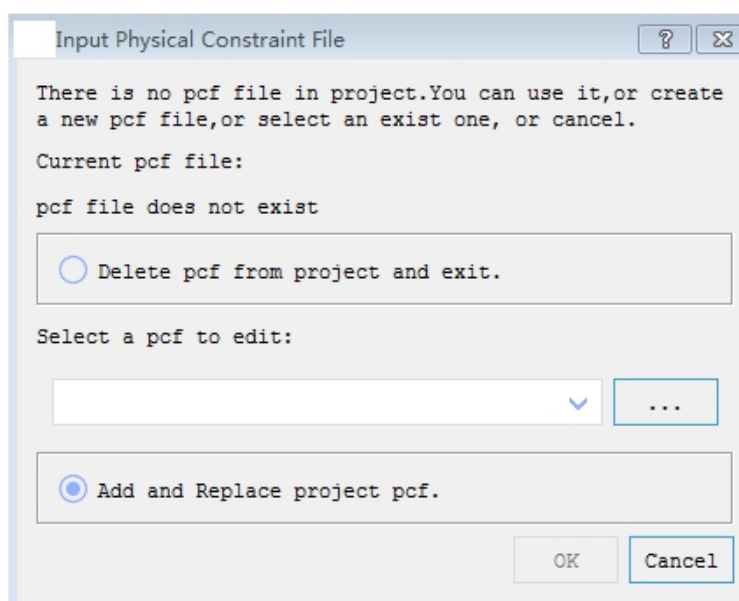 Input Physical Constraint File
There is no pcf file in project.You can use it,or create
a new pcf file,or select an exist one, or cancel.
Current pcf file:
pcf file does not exist
Delete pcf from project and exit.
Select a pcf to edit:
...
Add and Replace project pcf.
OK
Cancel